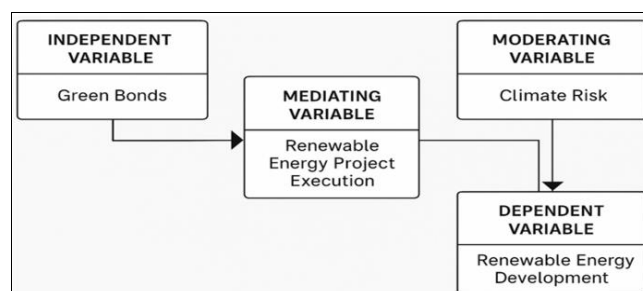 INDEPENDENT
VARIABLE
Green Bonds
MEDIATING
VARIABLE
Renewable
Energy Project
Execution
MODERATING
VARIABLE
Climate Risk
DEPENDENT
VARIABLE
Renewable Energy
Development